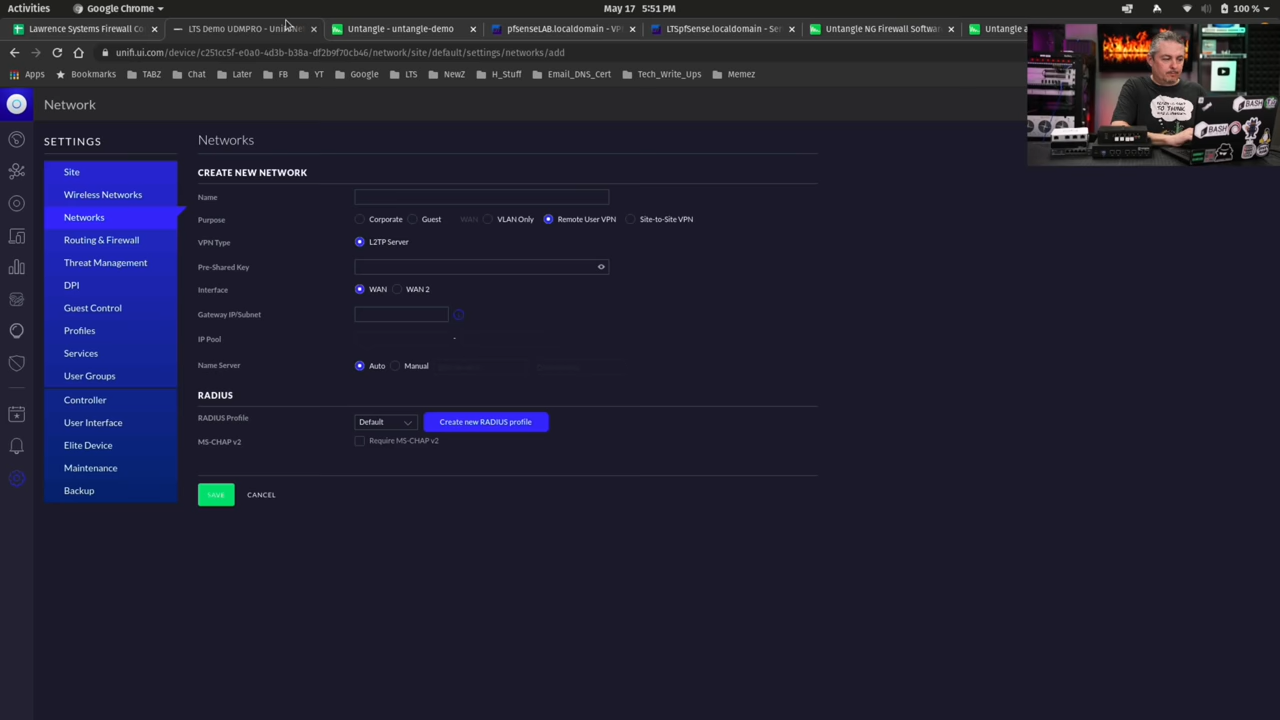 Activities Google Chrome May 17 5:51 PM 100 %
Lawrence Systems Firewall Co LTS Demo UDMPRO - Unifi Net Untangle - untangle-demo pfsenseLAB.localdomain - VP LTSpfSense.localdomain - Se Untangle NG Firewall Softwar Untangle a
unifi.ui.com/device/c251cc5f-e0a0-4d3b-b38a-df2b9f70cb46/network/site/default/settings/networks/add
Apps Bookmarks TABZ Chat Later FB YT Google LTS NewZ H_Stuff Email_DNS_Cert Tech_Write_Ups Memez
Network
SETTINGS
Site
Wireless Networks
Networks
Routing & Firewall
Threat Management
DPI
Guest Control
Profiles
Services
User Groups
Controller
User Interface
Elite Device
Maintenance
Backup
Networks
CREATE NEW NETWORK
Name
Purpose Corporate Guest WAN VLAN Only Remote User VPN Site-to-Site VPN
VPN Type L2TP Server
Pre-Shared Key
Interface WAN WAN 2
Gateway IP/Subnet
IP Pool -
Name Server Auto Manual
RADIUS
RADIUS Profile Default Create new RADIUS profile
MS-CHAP v2 Require MS-CHAP v2
SAVE CANCEL
BASH
BASH